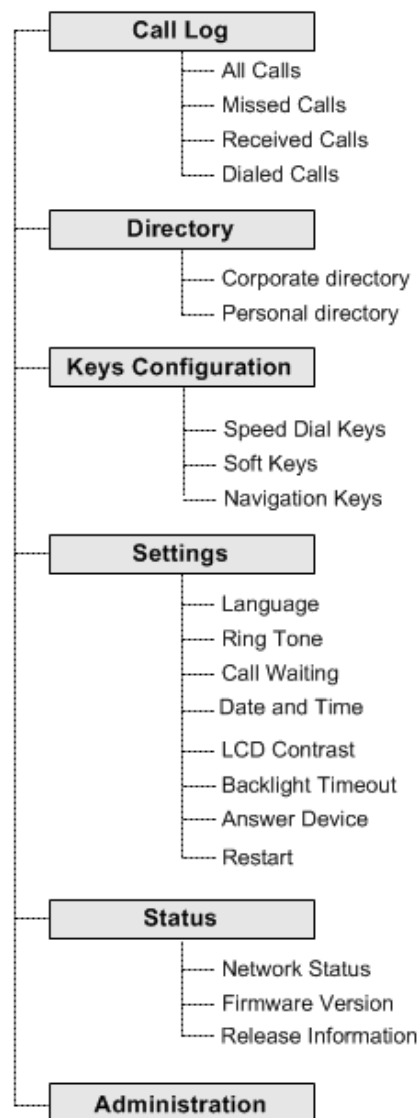 Call Log
All Calls
Missed Calls
Received Calls
Dialed Calls
Directory
Corporate directory
Personal directory
Keys Configuration
Speed Dial Keys
Soft Keys
Navigation Keys
Settings
Language
Ring Tone
Call Waiting
Date and Time
LCD Contrast
Backlight Timeout
Answer Device
Restart
Status
Network Status
Firmware Version
Release Information
Administration